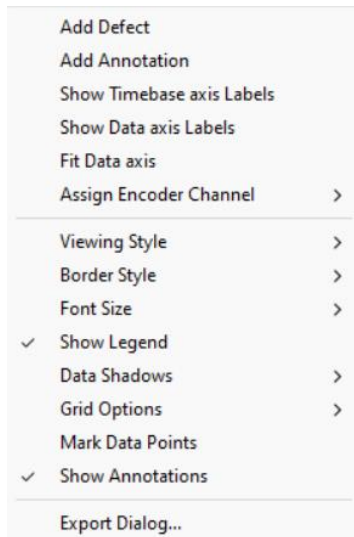 Add Defect
Add Annotation
Show Timebase axis Labels
Show Data axis Labels
Fit Data axis
Assign Encoder Channel
Viewing Style
Border Style
Font Size
Show Legend
Data Shadows
Grid Options
Mark Data Points
Show Annotations
Export Dialog...